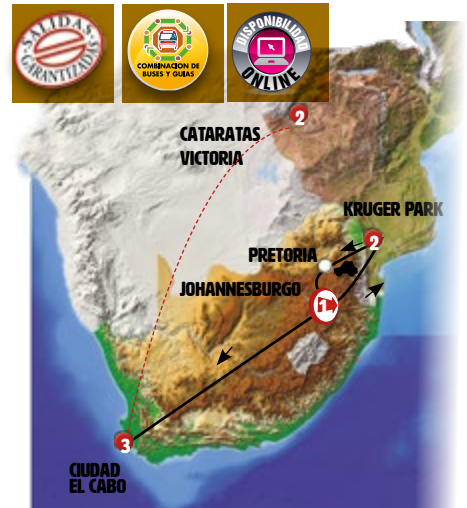 SALIDAS
GARANTIZADAS
COMBINACION DE
BUSES Y GUIAS
DISPONIBILIDAD
ONLINE
2
CATARATAS
VICTORIA
KRUGER PARK
2
PRETORIA
JOHANNESBURGO
1
3
CIUDAD
EL CABO